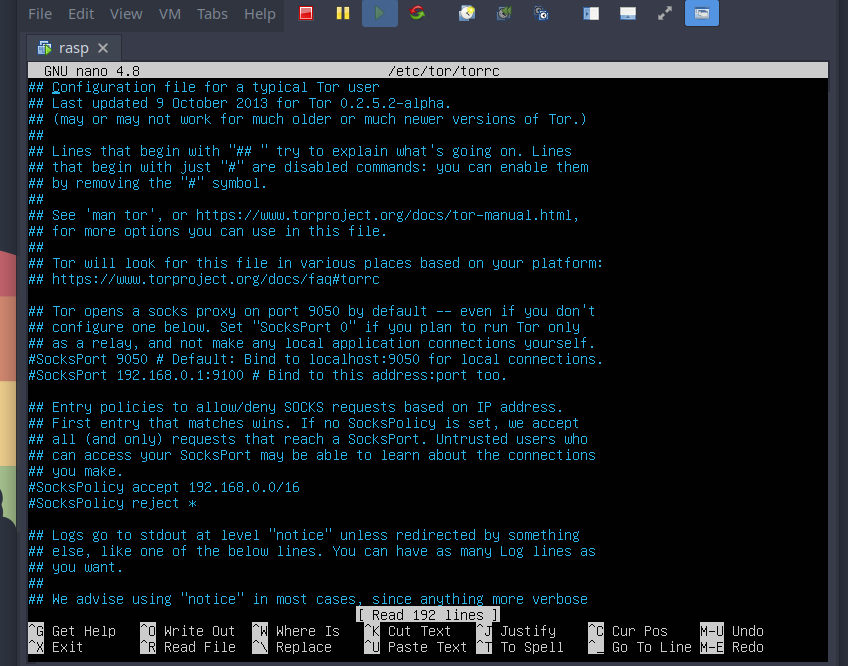 File Edit View VM Tabs Help
rasp
GNU nano 4.8 /etc/tor/torrc
## Configuration file for a typical Tor user
## Last updated 9 October 2013 for Tor 0.2.5.2-alpha.
## (may or may not work for much older or much newer versions of Tor.)
##
## Lines that begin with "## " try to explain what's going on. Lines
## that begin with just "#" are disabled commands: you can enable them
## by removing the "#" symbol.
##
## See 'man tor', or https://www.torproject.org/docs/tor-manual.html,
## for more options you can use in this file.
##
## Tor will look for this file in various places based on your platform:
## https://www.torproject.org/docs/faq#torrc
## Tor opens a socks proxy on port 9050 by default -- even if you don't
## configure one below. Set "SocksPort 0" if you plan to run Tor only
## as a relay, and not make any local application connections yourself.
#SocksPort 9050 # Default: Bind to localhost:9050 for local connections.
#SocksPort 192.168.0.1:9100 # Bind to this address:port too.
## Entry policies to allow/deny SOCKS requests based on IP address.
## First entry that matches wins. If no SocksPolicy is set, we accept
## all (and only) requests that reach a SocksPort. Untrusted users who
## can access your SocksPort may be able to learn about the connections
## you make.
#SocksPolicy accept 192.168.0.0/16
#SocksPolicy reject *
## Logs go to stdout at level "notice" unless redirected by something
## else, like one of the below lines. You can have as many Log lines as
## you want.
##
## We advise using "notice" in most cases, since anything more verbose
[ Read 192 lines ]
^G Get Help ^O Write Out ^W Where Is ^K Cut Text ^J Justify ^C Cur Pos M-U Undo
^X Exit ^R Read File ^\ Replace ^U Paste Text ^T To Spell ^_ Go To Line M-E Redo